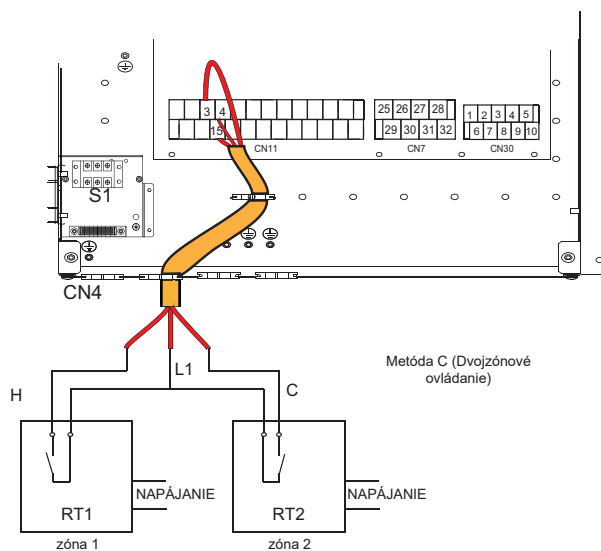 3 4
15
CN11
25 26 27 28
29 30 31 32
CN7
1 2 3 4 5
6 7 8 9 10
CN30
S1
CN4
H
L1
C
Metóda C (Dvojzónové
ovládanie)
RT1
NAPÁJANIE
RT2
NAPÁJANIE
zóna 1
zóna 2